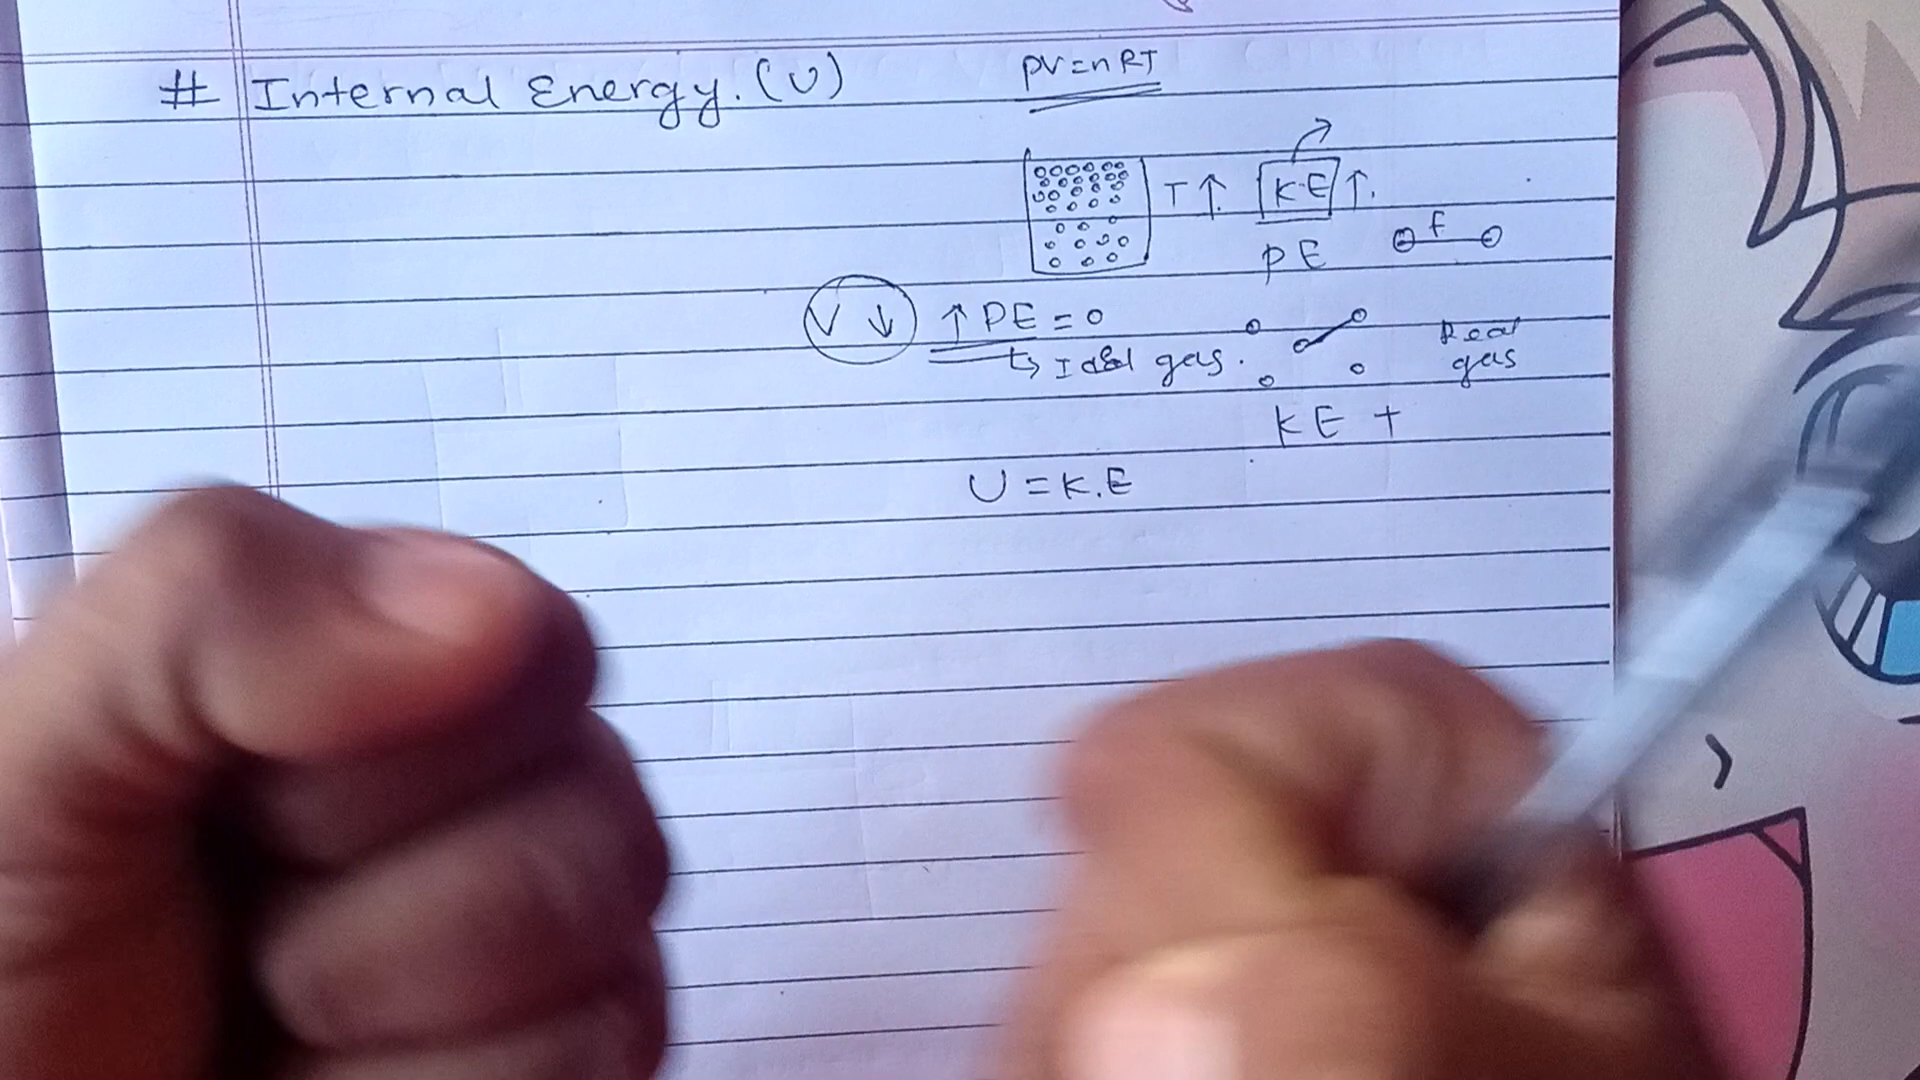 # Internal Energy. (U)
PV = nRT
T ↑ K.E ↑.
F
PE
V ↓ ↑ PE = 0
Real
↳ Ideal gas.
gas
KE +
U = K.E